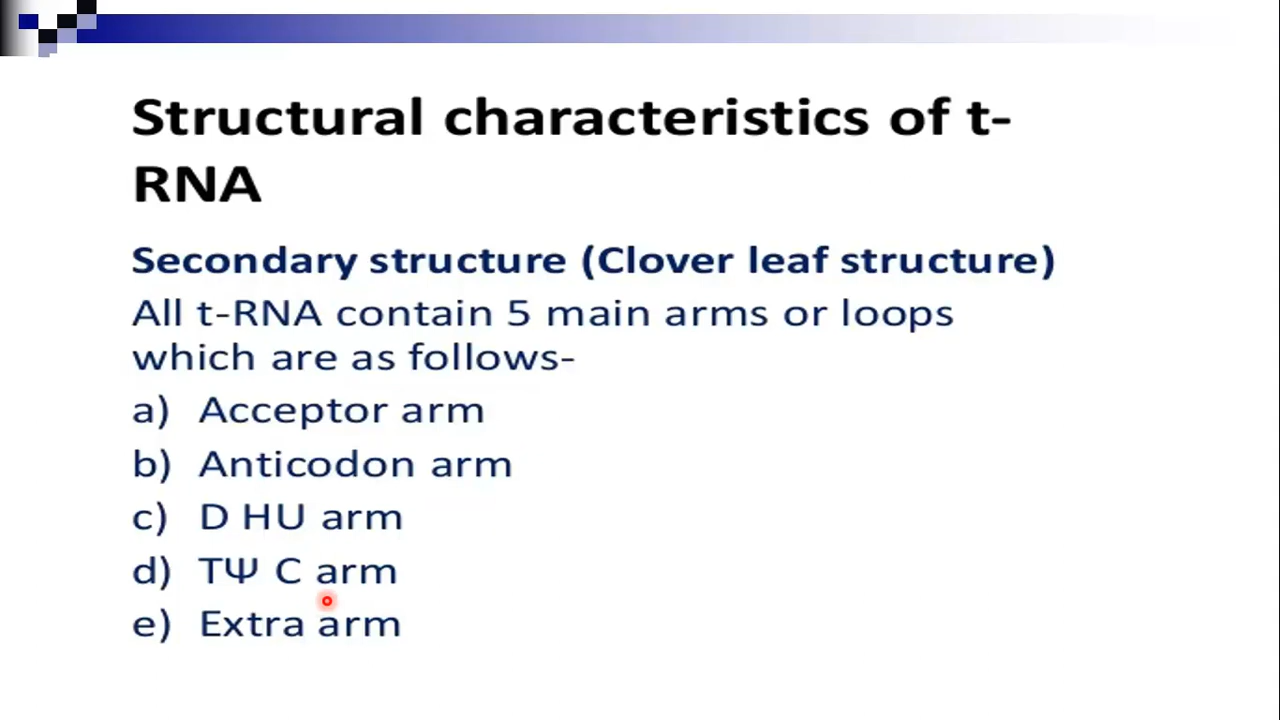 Structural characteristics of t-
RNA
Secondary structure (Clover leaf structure)
All t-RNA contain 5 main arms or loops
which are as follows-
a) Acceptor arm
b) Anticodon arm
c) D HU arm
d) TΨ C arm
e) Extra arm